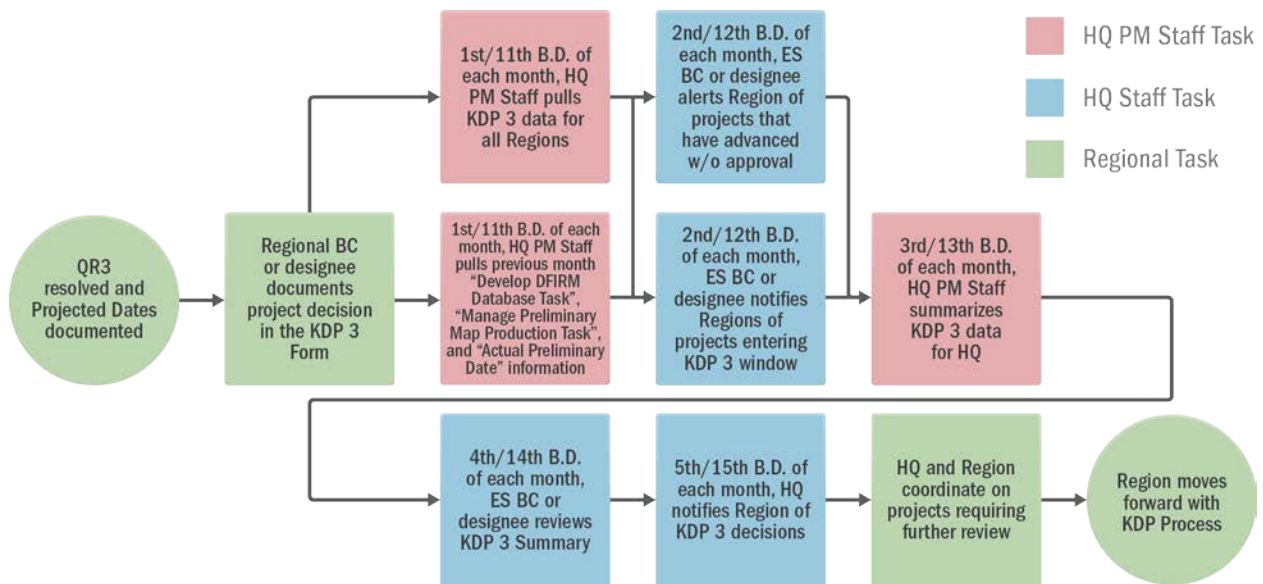 1st/11th B.D. of
each month, HQ
PM Staff pulls
KDP 3 data for
all Regions
2nd/12th B.D. of
each month, ES
BC or designee
alerts Region of
projects that
have advanced
w/o approval
HQ PM Staff Task
HQ Staff Task
Regional Task
QR3
resolved and
Projected Dates
documented
Regional BC
or designee
documents
project decision
in the KDP 3
Form
1st/11th B.D. of each
month, HQ PM Staff
pulls previous month
“Develop DFIRM
Database Task”,
“Manage Preliminary
Map Production Task”,
and “Actual Preliminary
Date” information
2nd/12th B.D.
of each month,
ES BC or
designee notifies
Regions of
projects entering
KDP 3 window
3rd/13th B.D.
of each month,
HQ PM Staff
summarizes
KDP 3 data
for HQ
4th/14th B.D.
of each month,
ES BC or
designee reviews
KDP 3 Summary
5th/15th B.D. of
each month, HQ
notifies Region of
KDP 3 decisions
HQ and Region
coordinate on
projects requiring
further review
Region moves
forward with
KDP Process